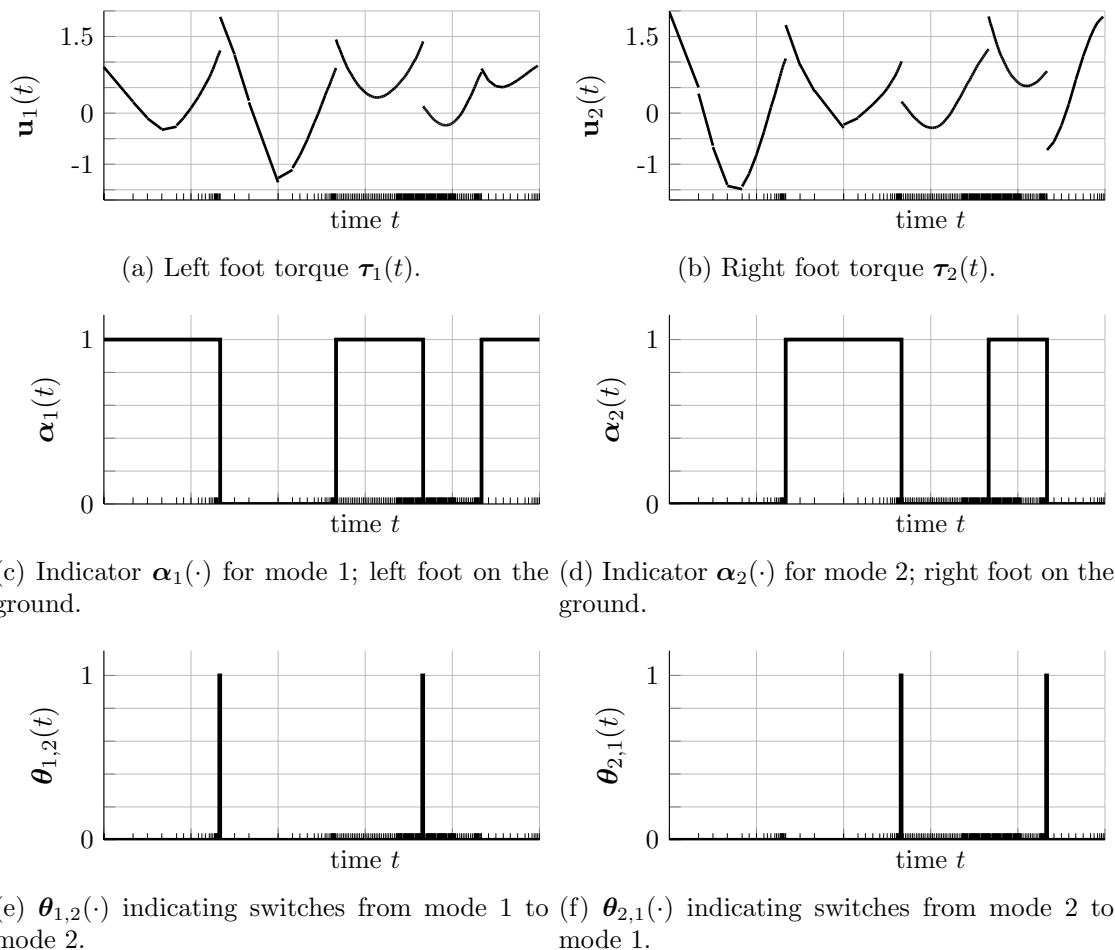 1.5
0
-1
u₁(t)
time t
(a) Left foot torque τ₁(t).
1.5
0
-1
u₂(t)
time t
(b) Right foot torque τ₂(t).
1
0
α₁(t)
time t
(c) Indicator α₁(·) for mode 1; left foot on the
ground.
1
0
α₂(t)
time t
(d) Indicator α₂(·) for mode 2; right foot on the
ground.
1
0
θ₁,₂(t)
time t
(e) θ₁,₂(·) indicating switches from mode 1 to
mode 2.
1
0
θ₂,₁(t)
time t
(f) θ₂,₁(·) indicating switches from mode 2 to
mode 1.